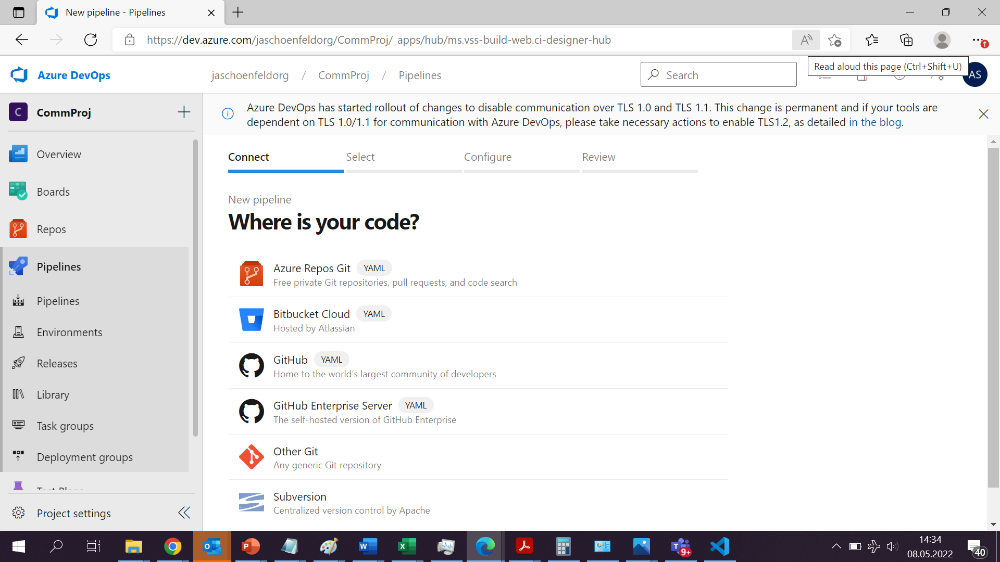 New pipeline - Pipelines
https://dev.azure.com/jaschoenfeldorg/CommProj/_apps/hub/ms.vss-build-web.ci-designer-hub
Read aloud this page (Ctrl+Shift+U)
Azure DevOps
jaschoenfeldorg / CommProj / Pipelines
Search
AS
C
CommProj
Azure DevOps has started rollout of changes to disable communication over TLS 1.0 and TLS 1.1. This change is permanent and if your tools are
dependent on TLS 1.0/1.1 for communication with Azure DevOps, please take necessary actions to enable TLS1.2, as detailed in the blog.
Overview
Boards
Repos
Pipelines
Pipelines
Environments
Releases
Library
Task groups
Deployment groups
Test Plans
Project settings
Connect
Select
Configure
Review
New pipeline
Where is your code?
Azure Repos Git YAML
Free private Git repositories, pull requests, and code search
Bitbucket Cloud YAML
Hosted by Atlassian
GitHub YAML
Home to the world's largest community of developers
GitHub Enterprise Server YAML
The self-hosted version of GitHub Enterprise
Other Git
Any generic Git repository
Subversion
Centralized version control by Apache
9+
14:34
08.05.2022
40